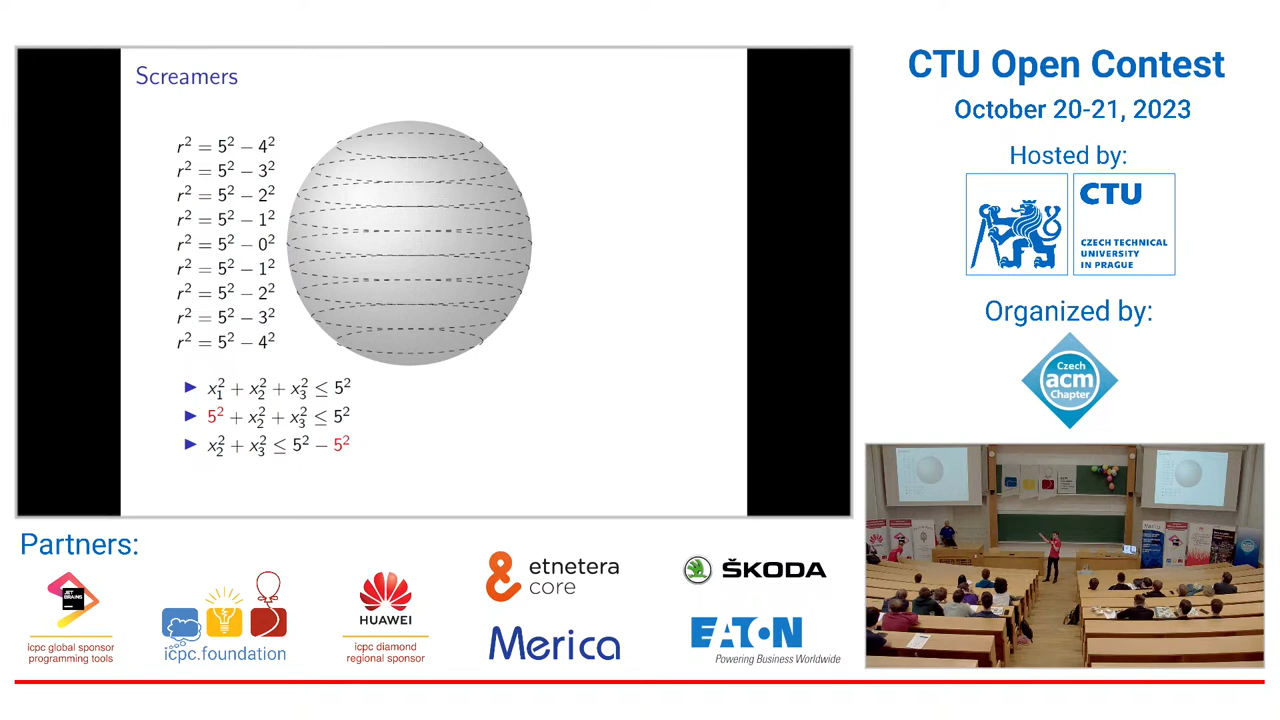 Screamers
r² = 5² − 4²
r² = 5² − 3²
r² = 5² − 2²
r² = 5² − 1²
r² = 5² − 0²
r² = 5² − 1²
r² = 5² − 2²
r² = 5² − 3²
r² = 5² − 4²
▶ x₁² + x₂² + x₃² ≤ 5²
▶ 5² + x₂² + x₃² ≤ 5²
▶ x₂² + x₃² ≤ 5² − 5²
CTU Open Contest
October 20-21, 2023
Hosted by:
CTU
CZECH TECHNICAL
UNIVERSITY
IN PRAGUE
Organized by:
Czech
acm
Chapter
Partners:
JET
BRAINS
icpc global sponsor
programming tools
icpc.foundation
HUAWEI
icpc diamond
regional sponsor
etnetera
core
Merica
ŠKODA
EATON
Powering Business Worldwide